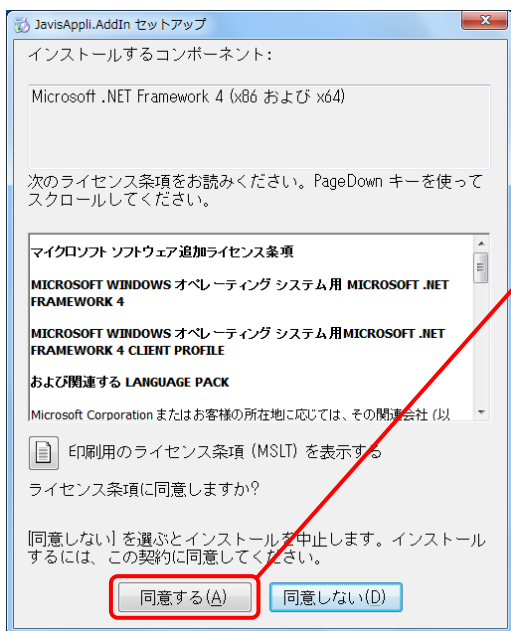 JavisAppli.AddIn セットアップ
インストールするコンポーネント:
Microsoft .NET Framework 4 (x86 および x64)
次のライセンス条項をお読みください。PageDown キーを使って
スクロールしてください。
マイクロソフト ソフトウェア追加ライセンス条項
MICROSOFT WINDOWS オペレーティング システム用 MICROSOFT .NET
FRAMEWORK 4
MICROSOFT WINDOWS オペレーティング システム用MICROSOFT .NET
FRAMEWORK 4 CLIENT PROFILE
および関連する LANGUAGE PACK
Microsoft Corporation またはお客様の所在地に応じては、その関連会社 (以
印刷用のライセンス条項 (MSLT) を表示する
ライセンス条項に同意しますか?
[同意しない] を選ぶとインストールを中止します。インストール
するには、この契約に同意してください。
同意する(A)
同意しない(D)